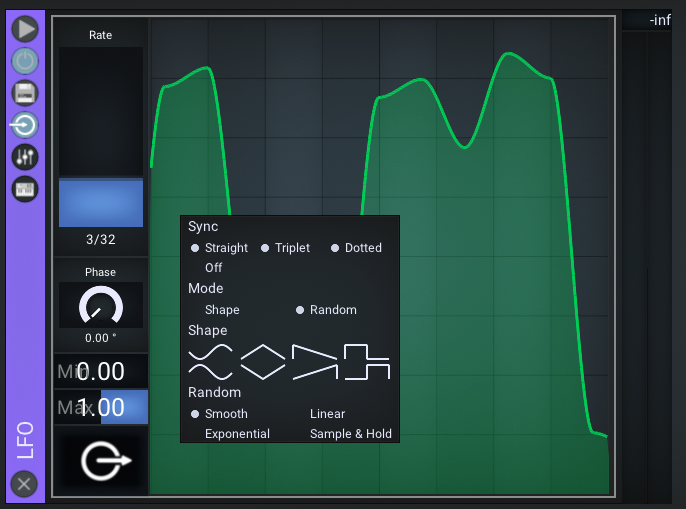 Rate
-inf
3/32
Phase
0.00 °
Min 0.00
Max 1.00
LFO
Sync
Straight Triplet Dotted
Off
Mode
Shape Random
Shape
Random
Smooth Linear
Exponential Sample & Hold